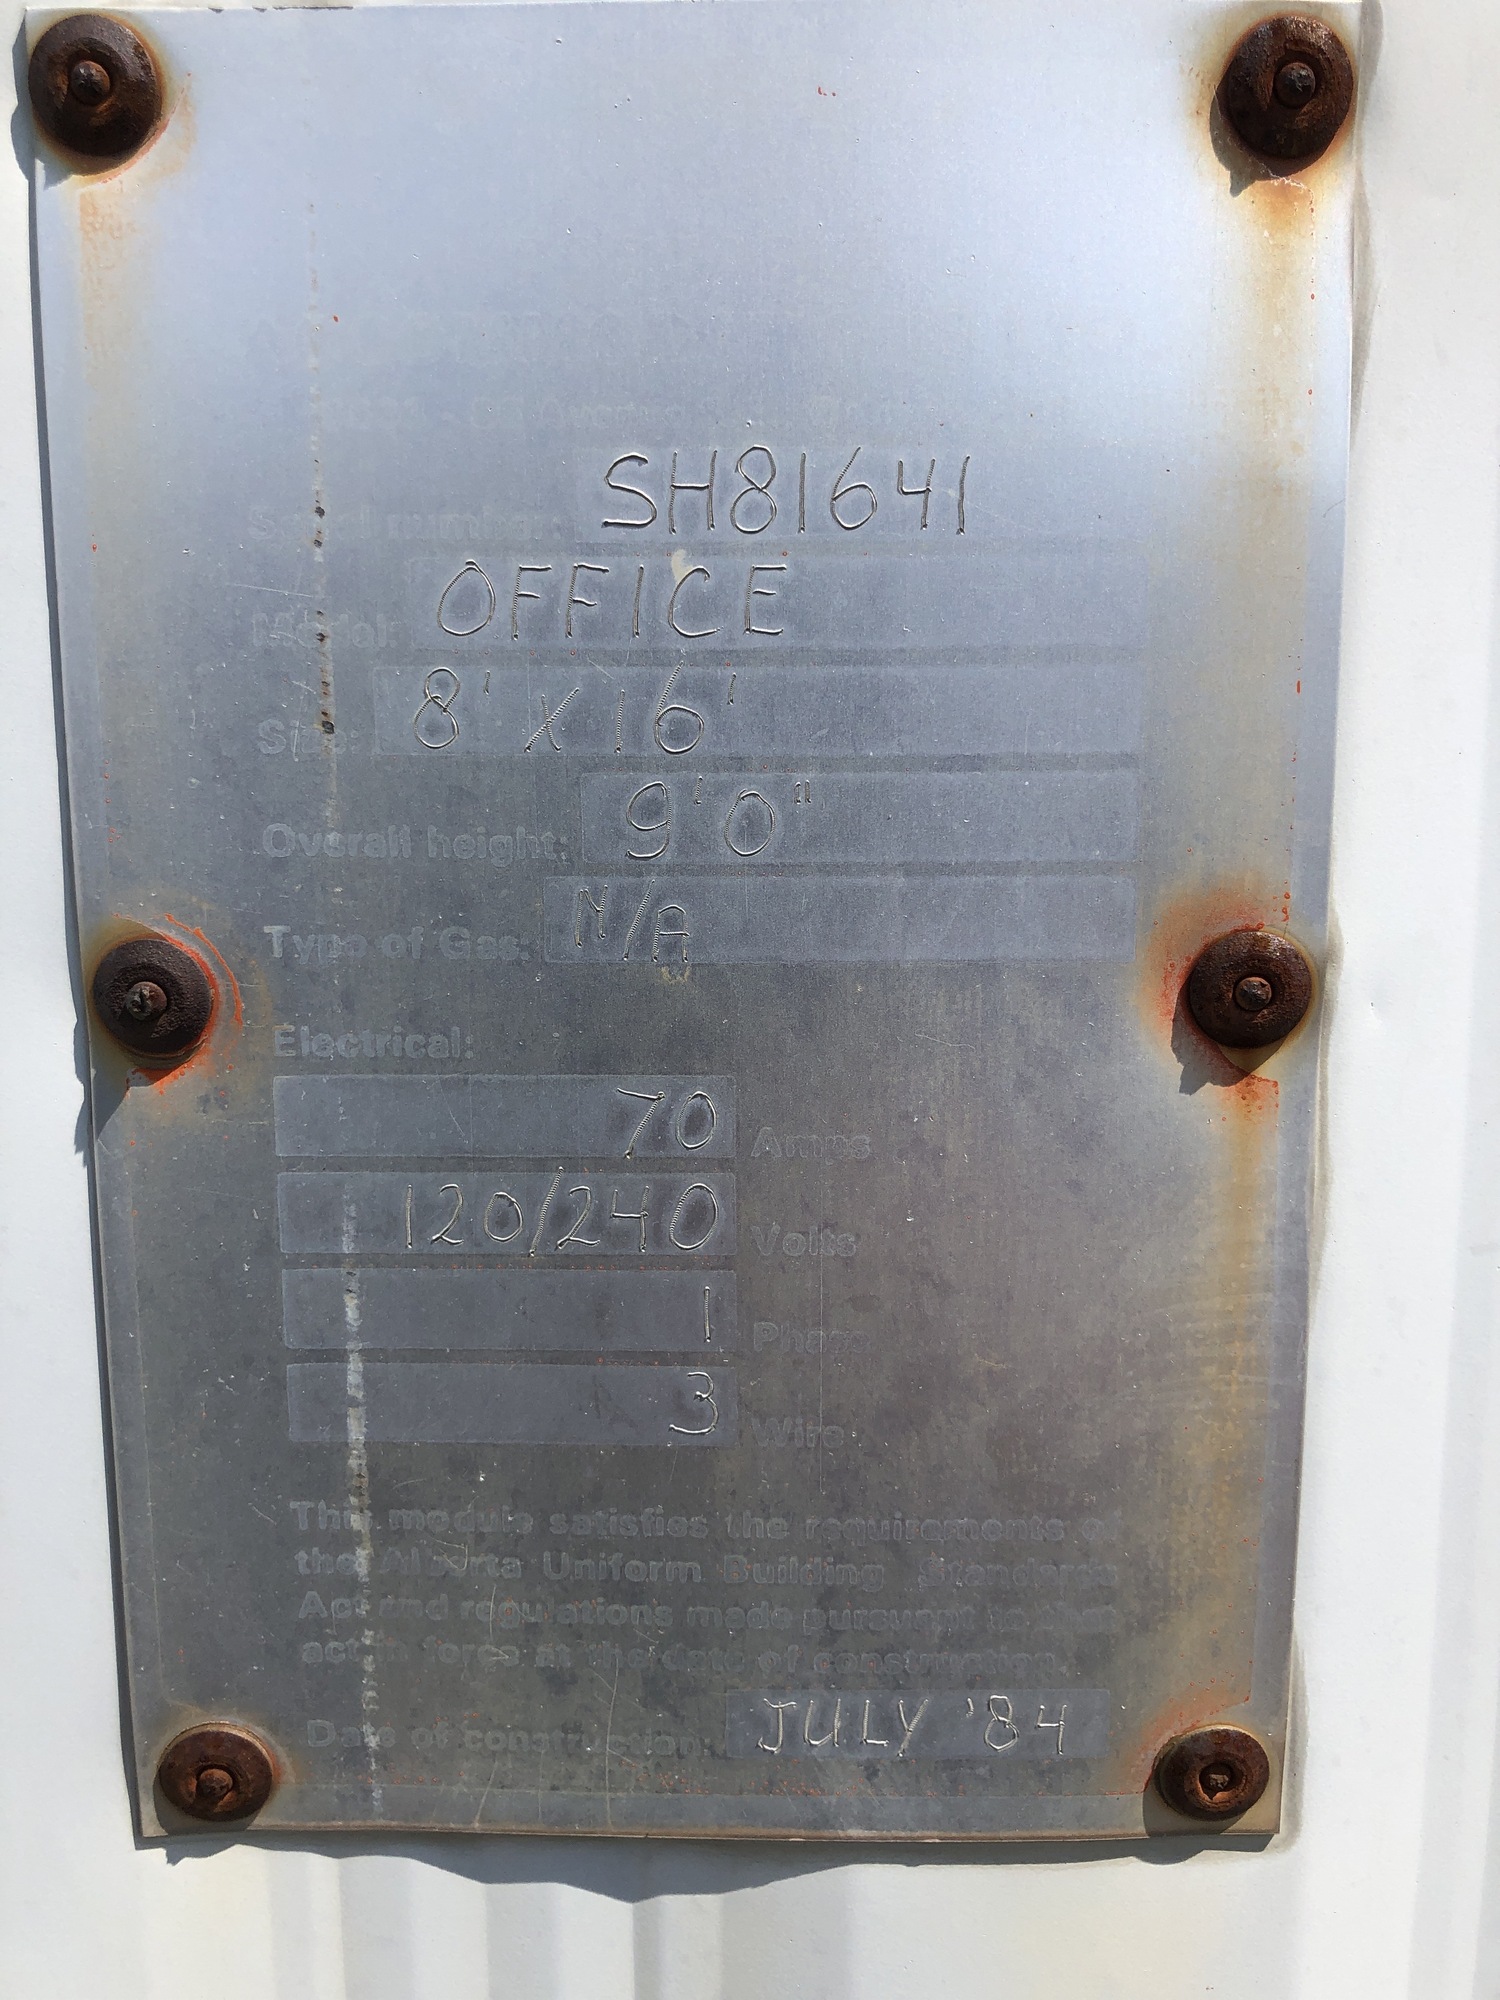 Serial number: SH81641
Model: OFFICE
Size: 8' X 16'
Overall height: 9'0"
Type of Gas: N/A
Electrical:
70 Amps
120/240 Volts
1 Phase
3 Wire
This module satisfies the requirements of
the Alberta Uniform Building Standards
Act and regulations made pursuant to that
act in force at the date of construction.
Date of construction: JULY '84